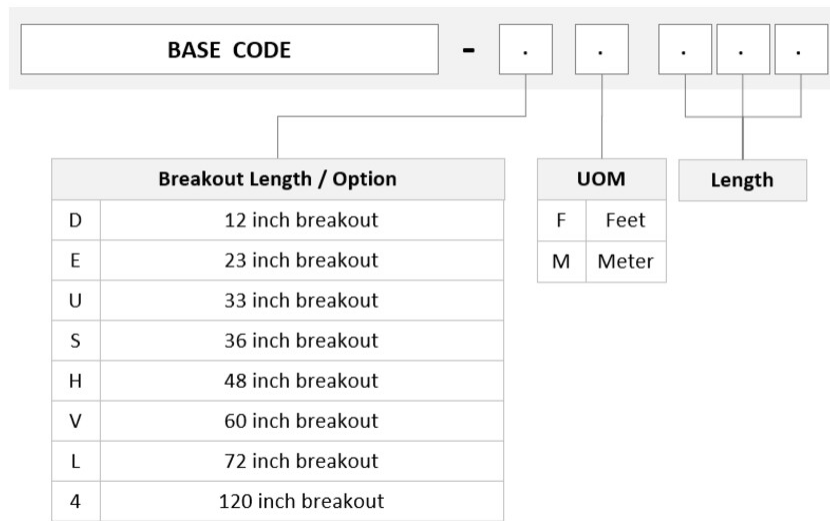 BASE CODE - . . . . .
Breakout Length / Option UOM Length
D 12 inch breakout F Feet
E 23 inch breakout M Meter
U 33 inch breakout
S 36 inch breakout
H 48 inch breakout
V 60 inch breakout
L 72 inch breakout
4 120 inch breakout